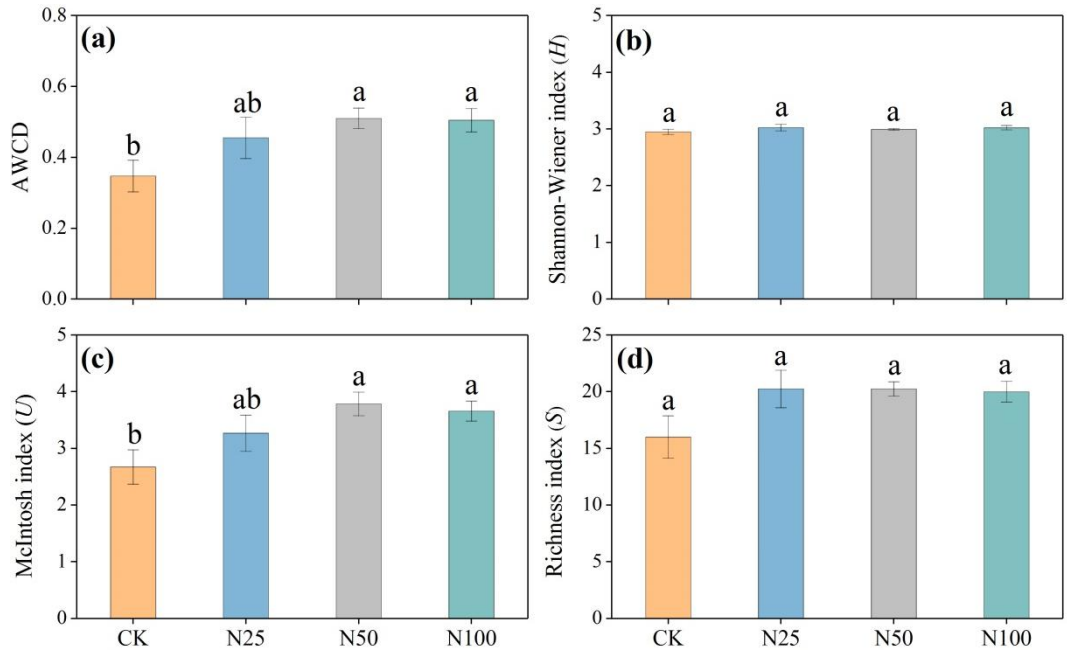 (a)
AWCD
0.8
0.6
0.4
0.2
0.0
b
ab
a
a
(b)
Shannon-Wiener index (H)
5
4
3
2
1
0
a
a
a
a
(c)
McIntosh index (U)
5
4
3
2
1
0
b
ab
a
a
CK N25 N50 N100
(d)
Richness index (S)
25
20
15
10
5
0
a
a
a
a
CK N25 N50 N100